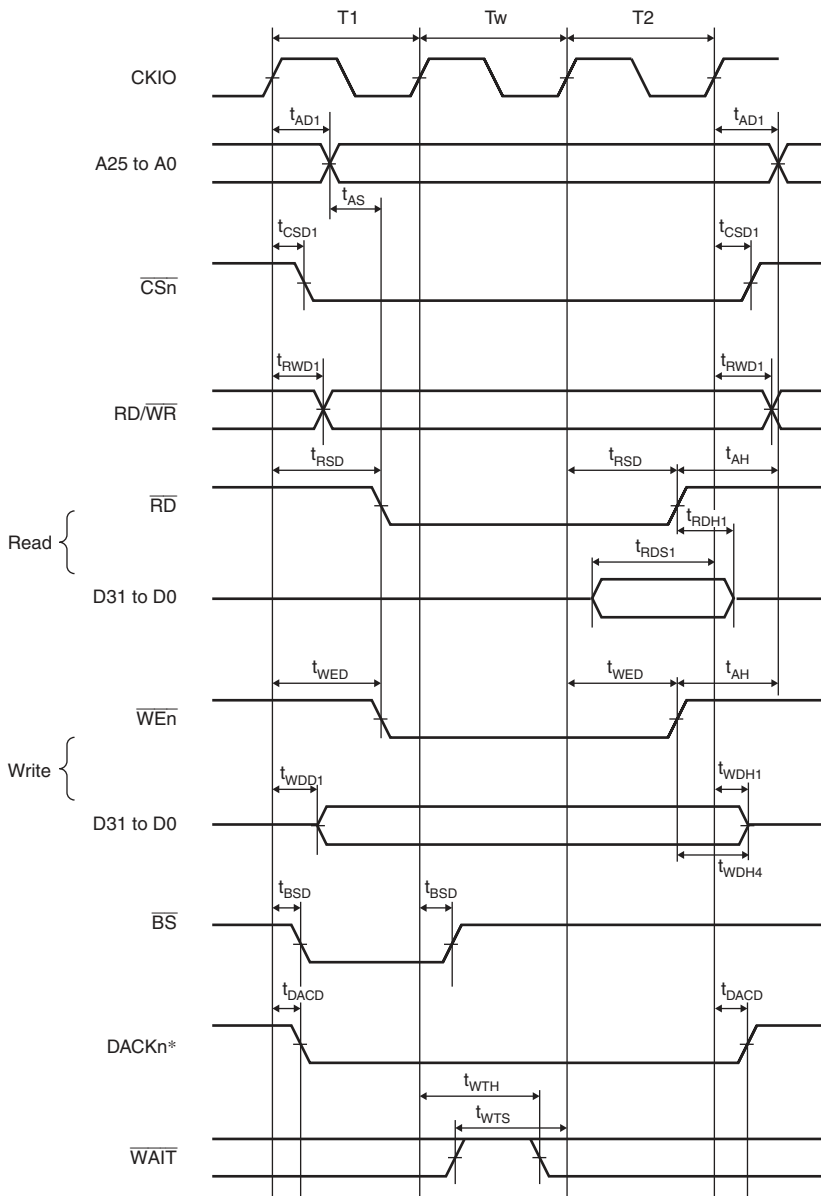 T1 Tw T2
CKIO
tAD1 tAD1
A25 to A0
tAS
tCSD1 tCSD1
CSn
tRWD1 tRWD1
RD/WR
tRSD tRSD tAH
RD
tRDH1
Read
tRDS1
D31 to D0
tWED tWED tAH
WEn
Write
tWDD1 tWDH1
D31 to D0
tWDH4
tBSD tBSD
BS
tDACD tDACD
DACKn*
tWTH
tWTS
WAIT